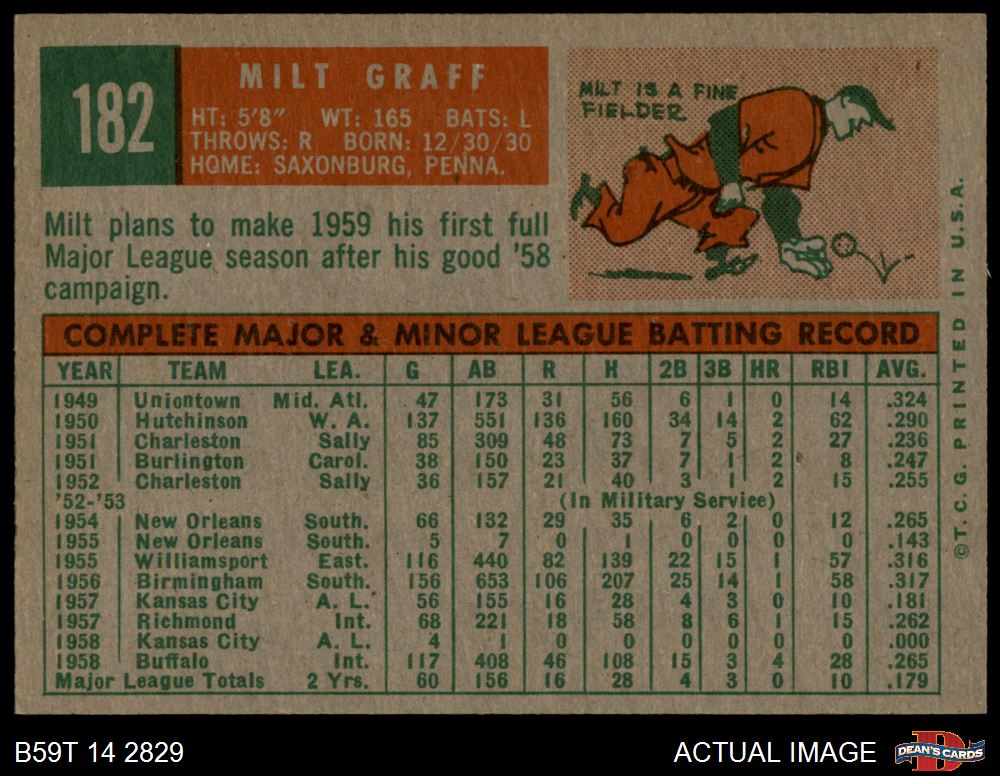 182
MILT GRAFF
HT: 5'8" WT: 165 BATS: L
THROWS: R BORN: 12/30/30
HOME: SAXONBURG, PENNA.
MILT IS A FINE
FIELDER
Milt plans to make 1959 his first full
Major League season after his good '58
campaign.
COMPLETE MAJOR & MINOR LEAGUE BATTING RECORD
YEAR TEAM LEA. G AB R H 2B 3B HR RBI AVG.
1949 Uniontown Mid. Atl. 47 173 31 56 6 1 0 14 .324
1950 Hutchinson W. A. 137 551 136 160 34 14 2 62 .290
1951 Charleston Sally 85 309 48 73 7 5 2 27 .236
1951 Burlington Carol. 38 150 23 37 7 1 2 8 .247
1952 Charleston Sally 36 157 21 40 3 1 2 15 .255
'52-'53 (In Military Service)
1954 New Orleans South. 66 132 29 35 6 2 0 12 .265
1955 New Orleans South. 5 7 0 1 0 0 0 0 .143
1955 Williamsport East. 116 440 82 139 22 15 1 57 .316
1956 Birmingham South. 156 653 106 207 25 14 1 58 .317
1957 Kansas City A. L. 56 155 16 28 4 3 0 10 .181
1957 Richmond Int. 68 221 18 58 8 6 1 15 .262
1958 Kansas City A. L. 4 1 0 0 0 0 0 0 .000
1958 Buffalo Int. 117 408 46 108 15 3 4 28 .265
Major League Totals 2 Yrs. 60 156 16 28 4 3 0 10 .179
©T. C. G. PRINTED IN U.S.A.
B59T 14 2829
ACTUAL IMAGE
D
DEAN'S CARDS